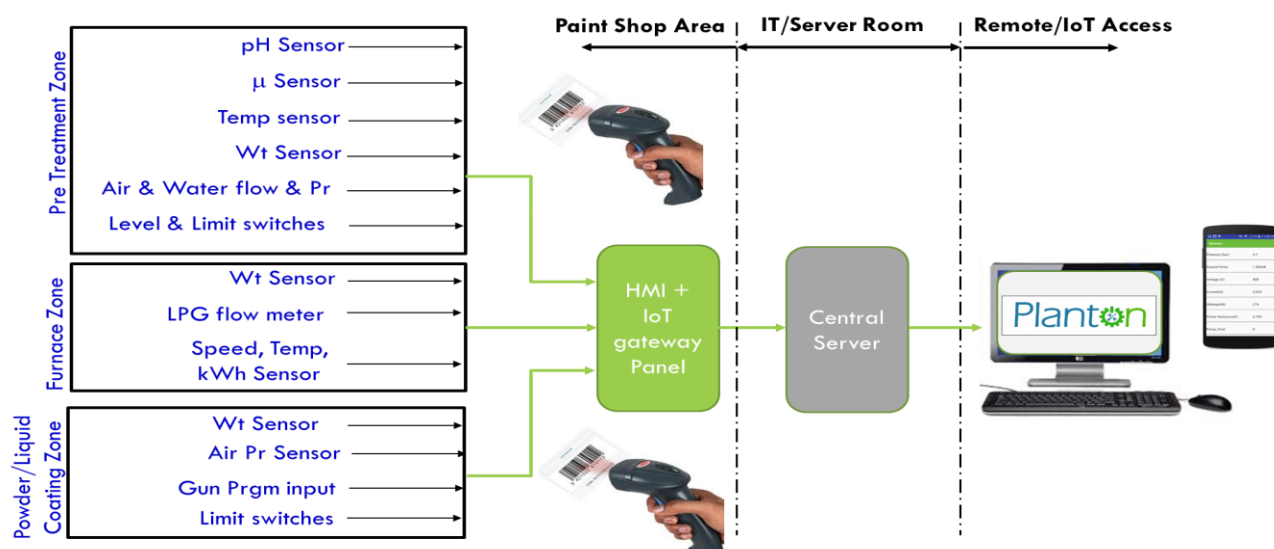 Paint Shop Area
IT/Server Room
Remote/IoT Access
Pre Treatment Zone
pH Sensor
µ Sensor
Temp sensor
Wt Sensor
Air & Water flow & Pr
Level & Limit switches
Furnace Zone
Wt Sensor
LPG flow meter
Speed, Temp,
kWh Sensor
Powder/Liquid
Coating Zone
Wt Sensor
Air Pr Sensor
Gun Prgm input
Limit switches
HMI +
IoT
gateway
Panel
Central
Server
Planton